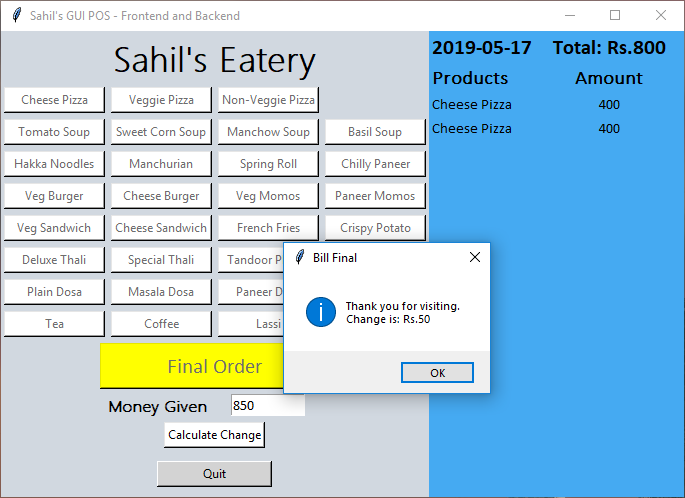 Sahil's GUI POS - Frontend and Backend
Sahil's Eatery
Cheese Pizza Veggie Pizza Non-Veggie Pizza
Tomato Soup Sweet Corn Soup Manchow Soup Basil Soup
Hakka Noodles Manchurian Spring Roll Chilly Paneer
Veg Burger Cheese Burger Veg Momos Paneer Momos
Veg Sandwich Cheese Sandwich French Fries Crispy Potato
Deluxe Thali Special Thali Tandoor P
Plain Dosa Masala Dosa Paneer D
Tea Coffee Lassi
Final Order
Money Given 850
Calculate Change
Quit
2019-05-17 Total: Rs.800
Products Amount
Cheese Pizza 400
Cheese Pizza 400
Bill Final
Thank you for visiting.
Change is: Rs.50
OK